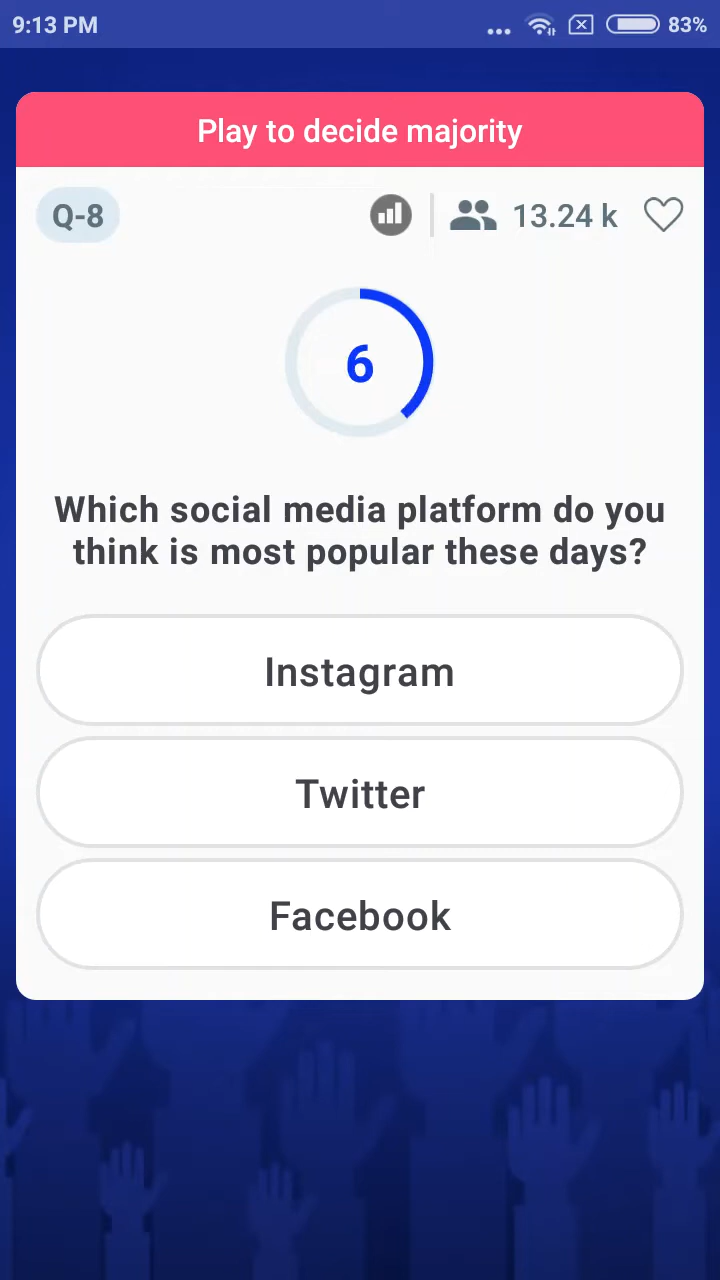 9:13 PM
83%
Play to decide majority
Q-8
13.24 k
6
Which social media platform do you
think is most popular these days?
Instagram
Twitter
Facebook